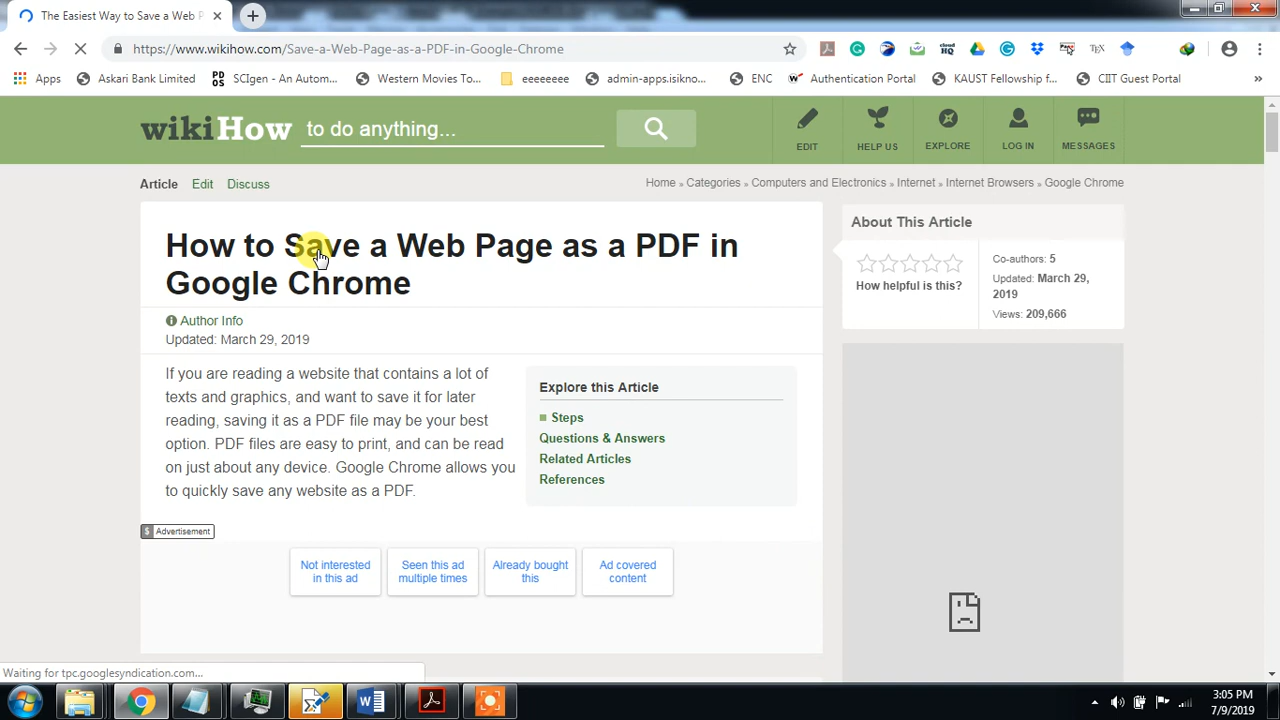 The Easiest Way to Save a Web P
https://www.wikihow.com/Save-a-Web-Page-as-a-PDF-in-Google-Chrome
Apps Askari Bank Limited SCIgen - An Autom... Western Movies To... eeeeeee admin-apps.isikno... ENC Authentication Portal KAUST Fellowship f... CIIT Guest Portal »
wikiHow to do anything...
EDIT HELP US EXPLORE LOG IN MESSAGES
Article Edit Discuss
Home » Categories » Computers and Electronics » Internet » Internet Browsers » Google Chrome
How to Save a Web Page as a PDF in
Google Chrome
Author Info
Updated: March 29, 2019
If you are reading a website that contains a lot of
texts and graphics, and want to save it for later
reading, saving it as a PDF file may be your best
option. PDF files are easy to print, and can be read
on just about any device. Google Chrome allows you
to quickly save any website as a PDF.
Explore this Article
Steps
Questions & Answers
Related Articles
References
About This Article
How helpful is this?
Co-authors: 5
Updated: March 29,
2019
Views: 209,666
$ Advertisement
Not interested
in this ad
Seen this ad
multiple times
Already bought
this
Ad covered
content
Waiting for tpc.googlesyndication.com...
3:05 PM
7/9/2019